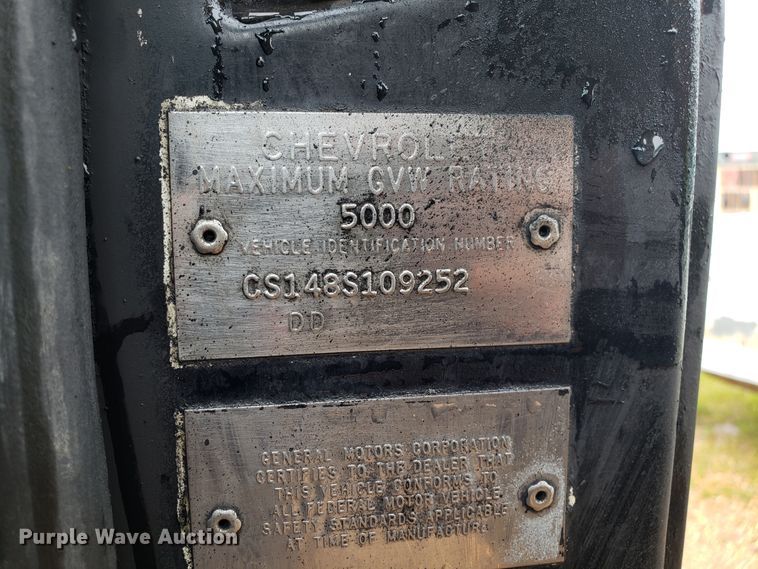 CHEVROL
MAXIMUM GVW RATING
5000
VEHICLE IDENTIFICATION NUMBER
CS148S109252
DD
GENERAL MOTORS CORPORATION
CERTIFIES TO THE DEALER THAT
THIS VEHICLE CONFORMS TO
ALL FEDERAL MOTOR VEHICLE
SAFETY STANDARDS APPLICABLE
AT TIME OF MANUFACTURE
Purple Wave Auction